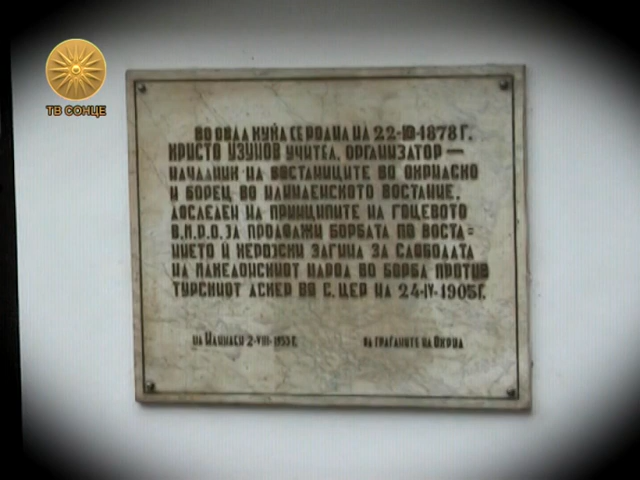 ТВ СОНЦЕ
ВО ОВАА КУЌА СЕ РОДИЛ НА 22-III-1878 Г.
ХРИСТО УЗУНОВ УЧИТЕЛ, ОРГАНИЗАТОР —
НАЧАЛНИК НА ВОСТАНИЦИТЕ ВО ОХРИДСКО
И БОРЕЦ ВО ИЛИНДЕНСКОТО ВОСТАНИЕ.
ДОСЛЕДЕН НА ПРИНЦИПИТЕ НА ГОЦЕВОТО
В.М.Р.О. ЈА ПРОДОЛЖИ БОРБАТА ПО ВОСТА=
НИЕТО И ХЕРОЈСКИ ЗАГИНА ЗА СЛОБОДАТА
НА МАКЕДОНСКИОТ НАРОД ВО БОРБА ПРОТИВ
ТУРСКИОТ АСКЕР ВО С. ЦЕР НА 24-IV-1905 Г.
НА ИЛИНДЕН 2-VIII-1953 Г. ОД ГРАЃАНИТЕ НА ОХРИД